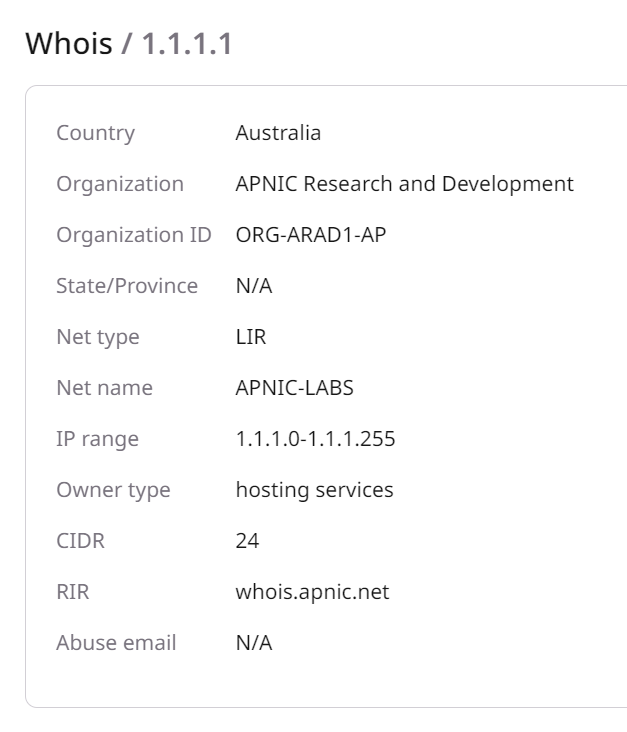 Whois / 1.1.1.1
Country Australia
Organization APNIC Research and Development
Organization ID ORG-ARAD1-AP
State/Province N/A
Net type LIR
Net name APNIC-LABS
IP range 1.1.1.0-1.1.1.255
Owner type hosting services
CIDR 24
RIR whois.apnic.net
Abuse email N/A